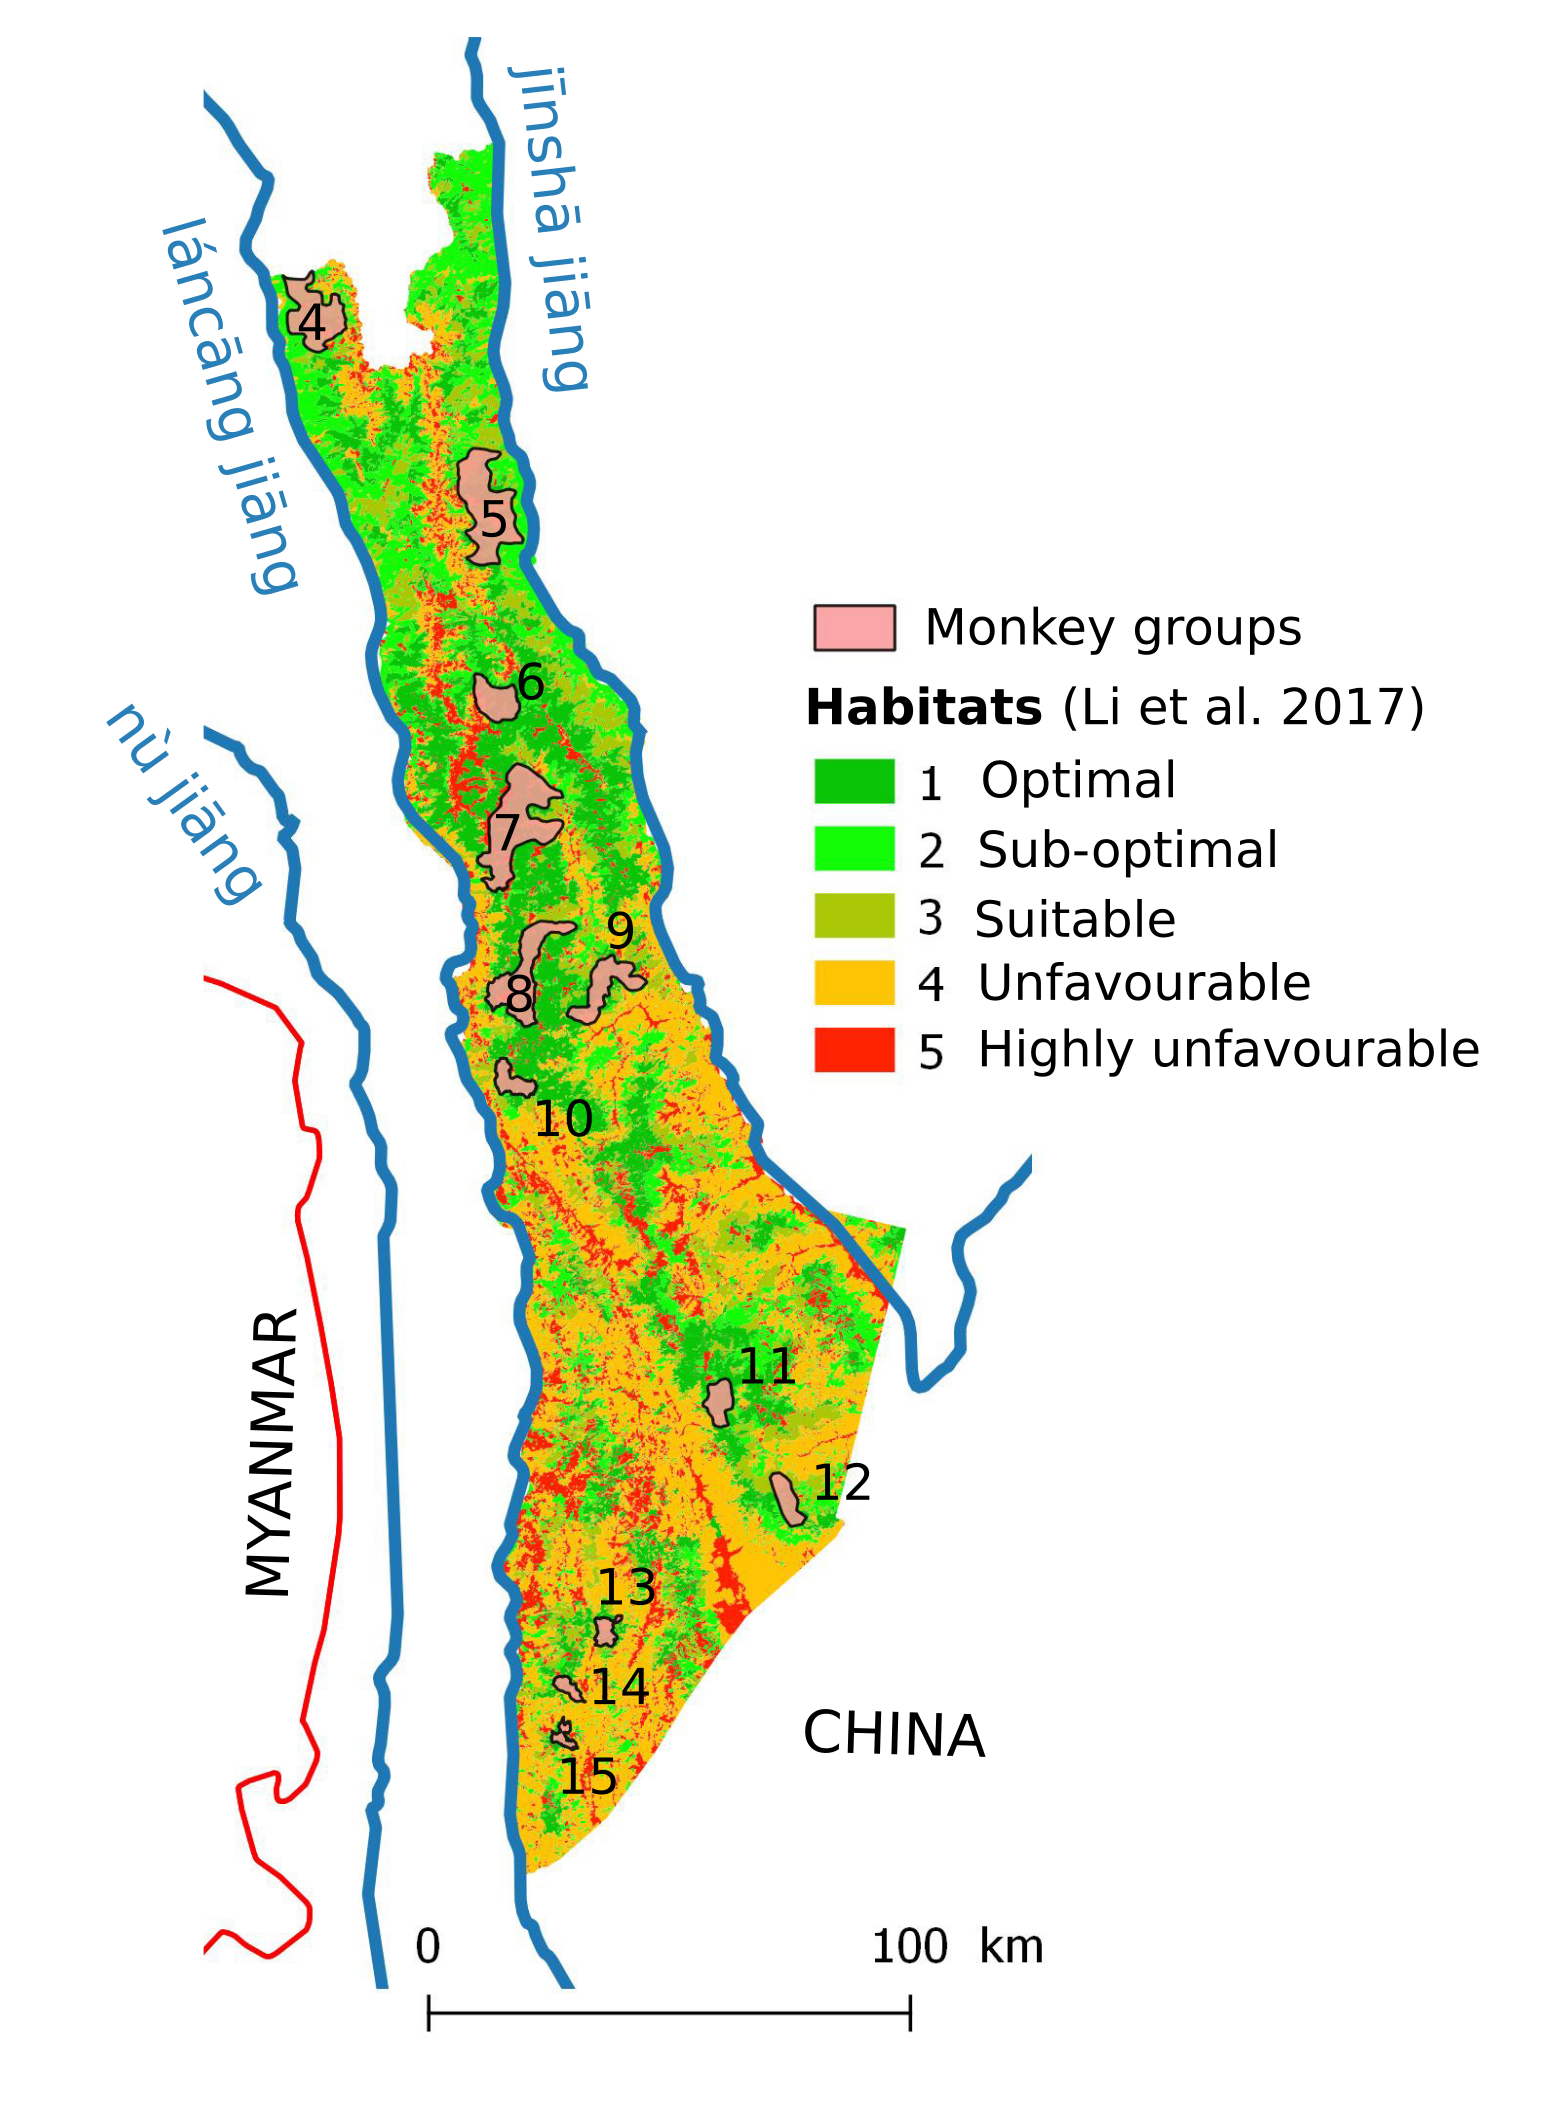 jīnshā jiāng
láncāng jiāng
4
5
Monkey groups
6
Habitats (Li et al. 2017)
nù jiāng
1 Optimal
7
2 Sub-optimal
3 Suitable
9
8
4 Unfavourable
5 Highly unfavourable
10
MYANMAR
11
12
13
14
CHINA
15
0 100 km